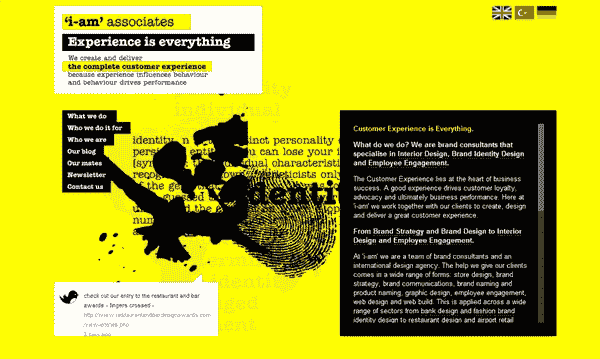 'i-am' associates
Experience is everything
We create and deliver
the complete customer experience
because experience influences behaviour
and behaviour drives performance
What we do
Who we do it for
Who we are
Our blog
Our mates
Newsletter
Contact us
individual
identity
personality
Customer Experience is Everything.
What do we do? We are brand consultants that
specialise in Interior Design, Brand Identity Design
and Employee Engagement.
The Customer Experience lies at the heart of business
success. A good experience drives customer loyalty,
advocacy and ultimately business performance. Here at
'i-am' we work together with our clients to create, design
and deliver a great customer experience.
From Brand Strategy and Brand Design to Interior
Design and Employee Engagement.
At 'i-am' we are a team of brand consultants and an
international design agency. The help we give our clients
comes in a wide range of forms: store design, brand
strategy, brand communications, brand naming and
product naming, graphic design, employee engagement,
web design and web build. This is applied across a wide
range of sectors from bank design and fashion brand
identity design to restaurant design and airport retail
check out our entry to the restaurant and bar
awards - fingers crossed -